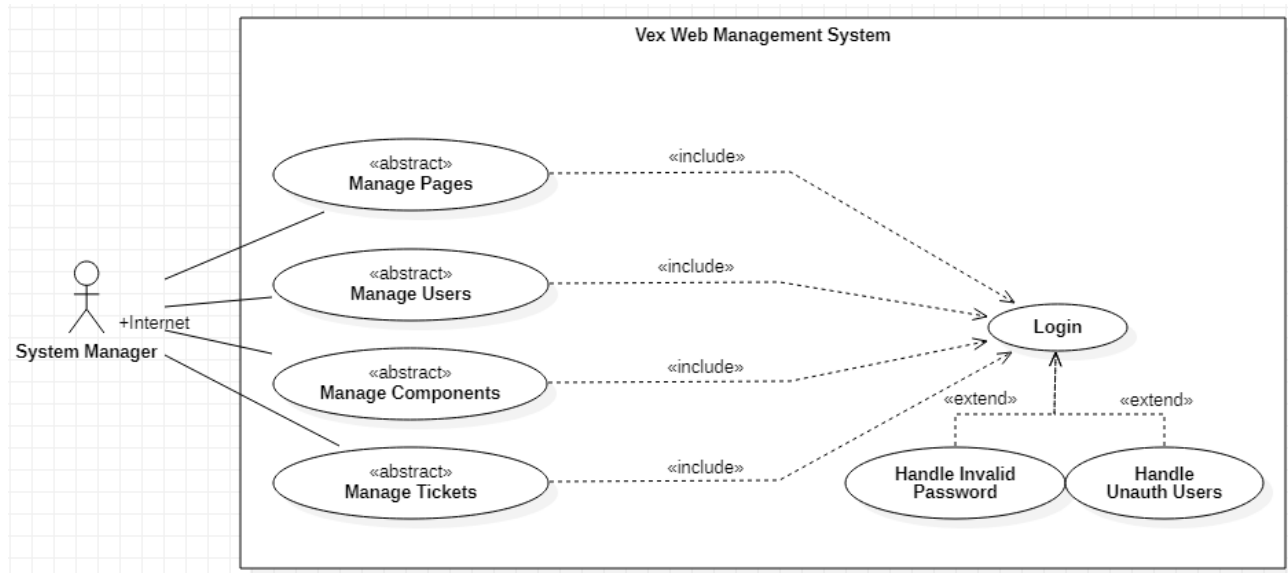 Vex Web Management System
«abstract»
Manage Pages
«include»
«abstract»
Manage Users
«include»
+Internet
System Manager
«abstract»
Manage Components
«include»
Login
«extend»
«extend»
«abstract»
Manage Tickets
«include»
Handle Invalid
Password
Handle
Unauth Users